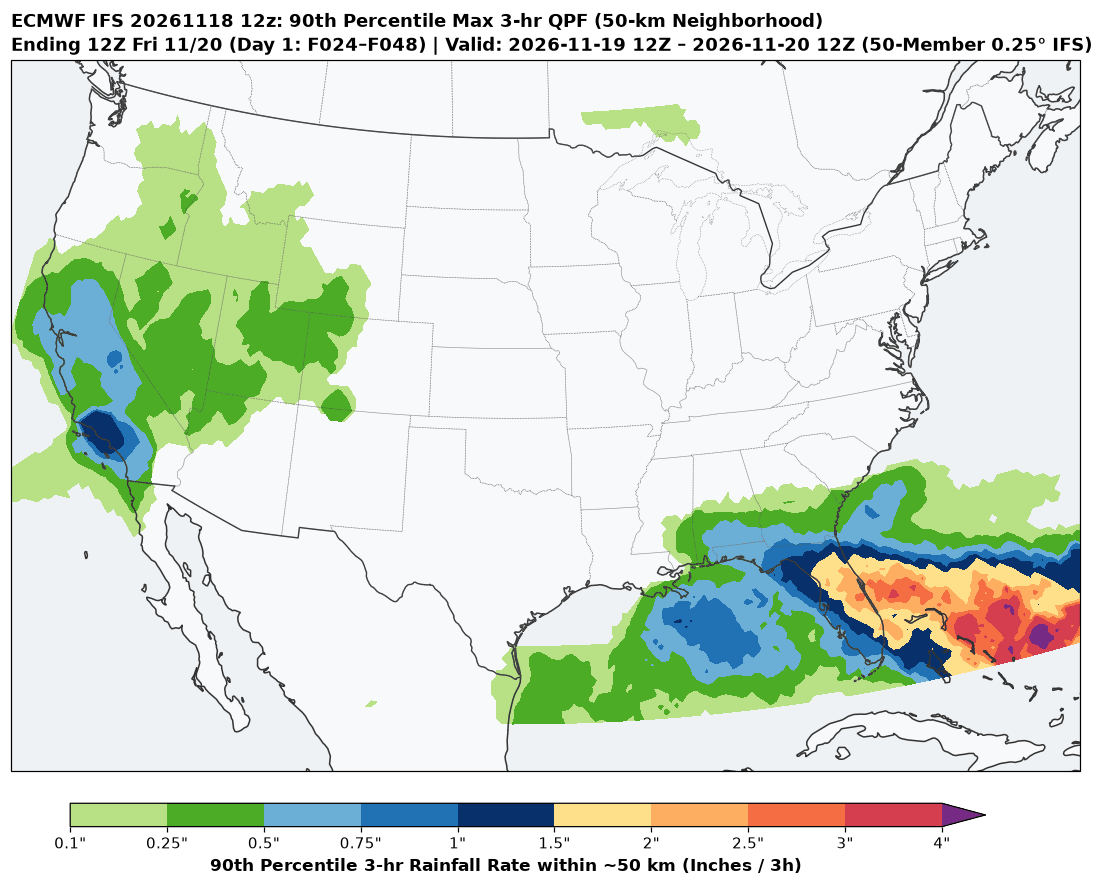 ECMWF IFS 20261118 12z: 90th Percentile Max 3-hr QPF (50-km Neighborhood)
Ending 12Z Fri 11/20 (Day 1: F024–F048) | Valid: 2026-11-19 12Z – 2026-11-20 12Z (50-Member 0.25° IFS)
0.1" 0.25" 0.5" 0.75" 1" 1.5" 2" 2.5" 3" 4"
90th Percentile 3-hr Rainfall Rate within ~50 km (Inches / 3h)